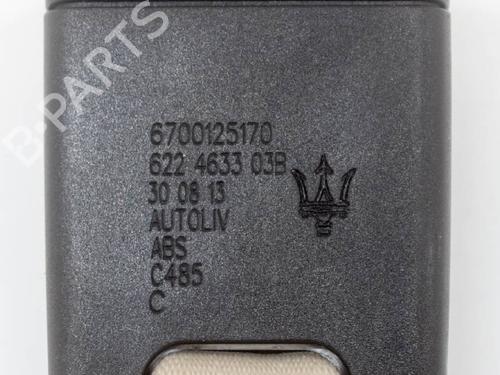 B-PARTS
6700125170
622 4633 03B
30 08 13
AUTOLIV
ABS
C485
C